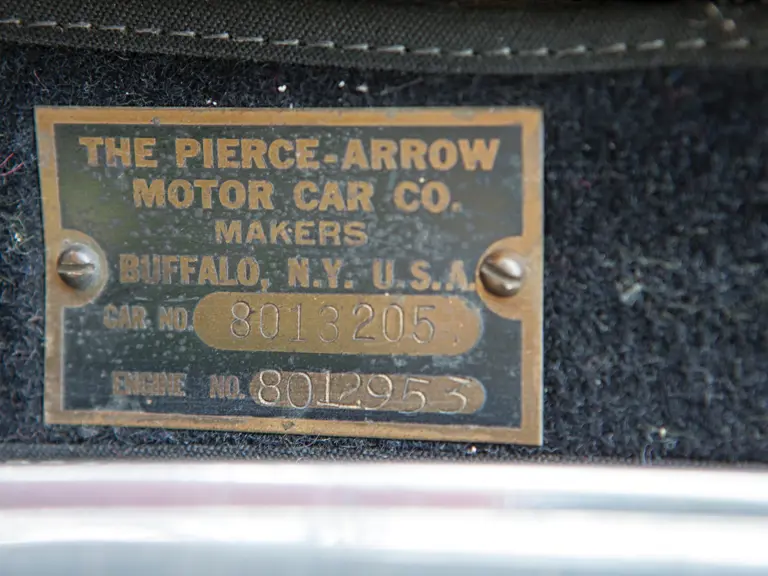 THE PIERCE-ARROW
MOTOR CAR CO.
MAKERS
BUFFALO, N.Y. U.S.A.
CAR NO. 8013205
ENGINE NO. 8012953